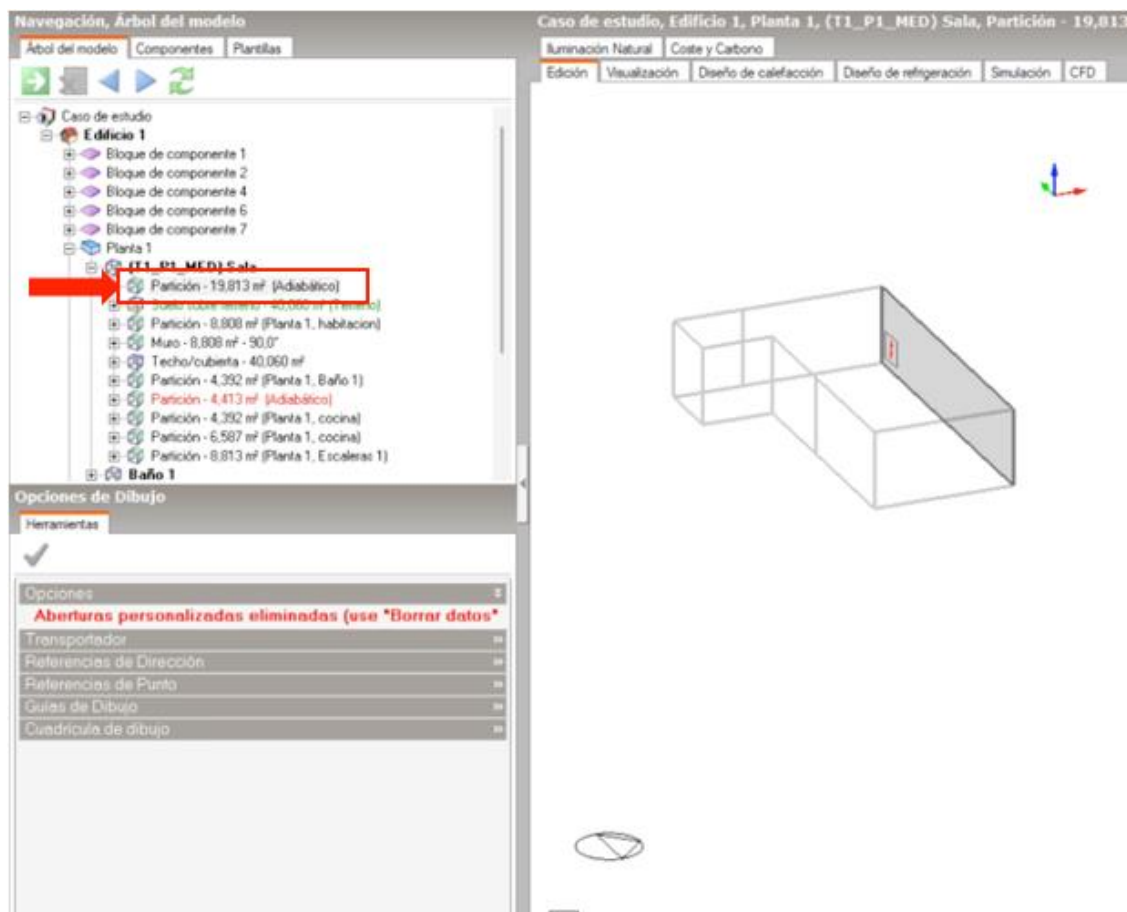 Navegación, Árbol del modelo
Árbol del modelo Componentes Plantillas
Caso de estudio
Edificio 1
Bloque de componente 1
Bloque de componente 2
Bloque de componente 4
Bloque de componente 6
Bloque de componente 7
Planta 1
(T1_P1_MED) Sala
Partición - 19,813 m² (Adiabático)
Suelo sobre terreno - 40,060 m² (Terreno)
Partición - 8,808 m² (Planta 1, habitacion)
Muro - 8,808 m² - 90,0°
Techo/cubierta - 40,060 m²
Partición - 4,392 m² (Planta 1, Baño 1)
Partición - 4,413 m² (Adiabático)
Partición - 4,392 m² (Planta 1, cocina)
Partición - 6,587 m² (Planta 1, cocina)
Partición - 8,813 m² (Planta 1, Escaleras 1)
Baño 1
Opciones de Dibujo
Herramientas
Opciones
Aberturas personalizadas eliminadas (use "Borrar datos"
Transportador
Referencias de Dirección
Referencias de Punto
Guías de Dibujo
Cuadrícula de dibujo
Caso de estudio, Edificio 1, Planta 1, (T1_P1_MED) Sala, Partición - 19,813
Iluminación Natural Coste y Carbono
Edición Visualización Diseño de calefacción Diseño de refrigeración Simulación CFD